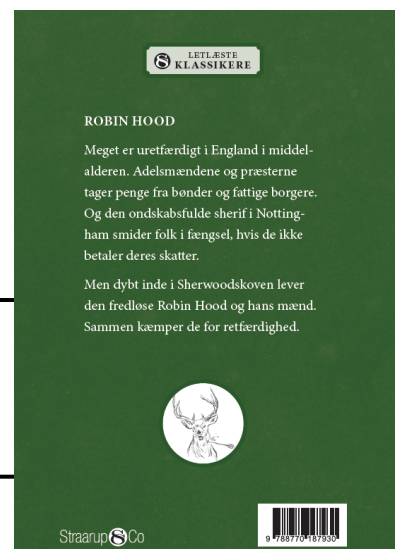 LETLÆSTE
KLASSIKERE
ROBIN HOOD
Meget er uretfærdigt i England i middel-
alderen. Adelsmændene og præsterne
tager penge fra bønder og fattige borgere.
Og den ondskabsfulde sherif i Notting-
ham smider folk i fængsel, hvis de ikke
betaler deres skatter.
Men dybt inde i Sherwoodskoven lever
den fredløse Robin Hood og hans mænd.
Sammen kæmper de for retfærdighed.
Straarup & Co
9 788770 187930